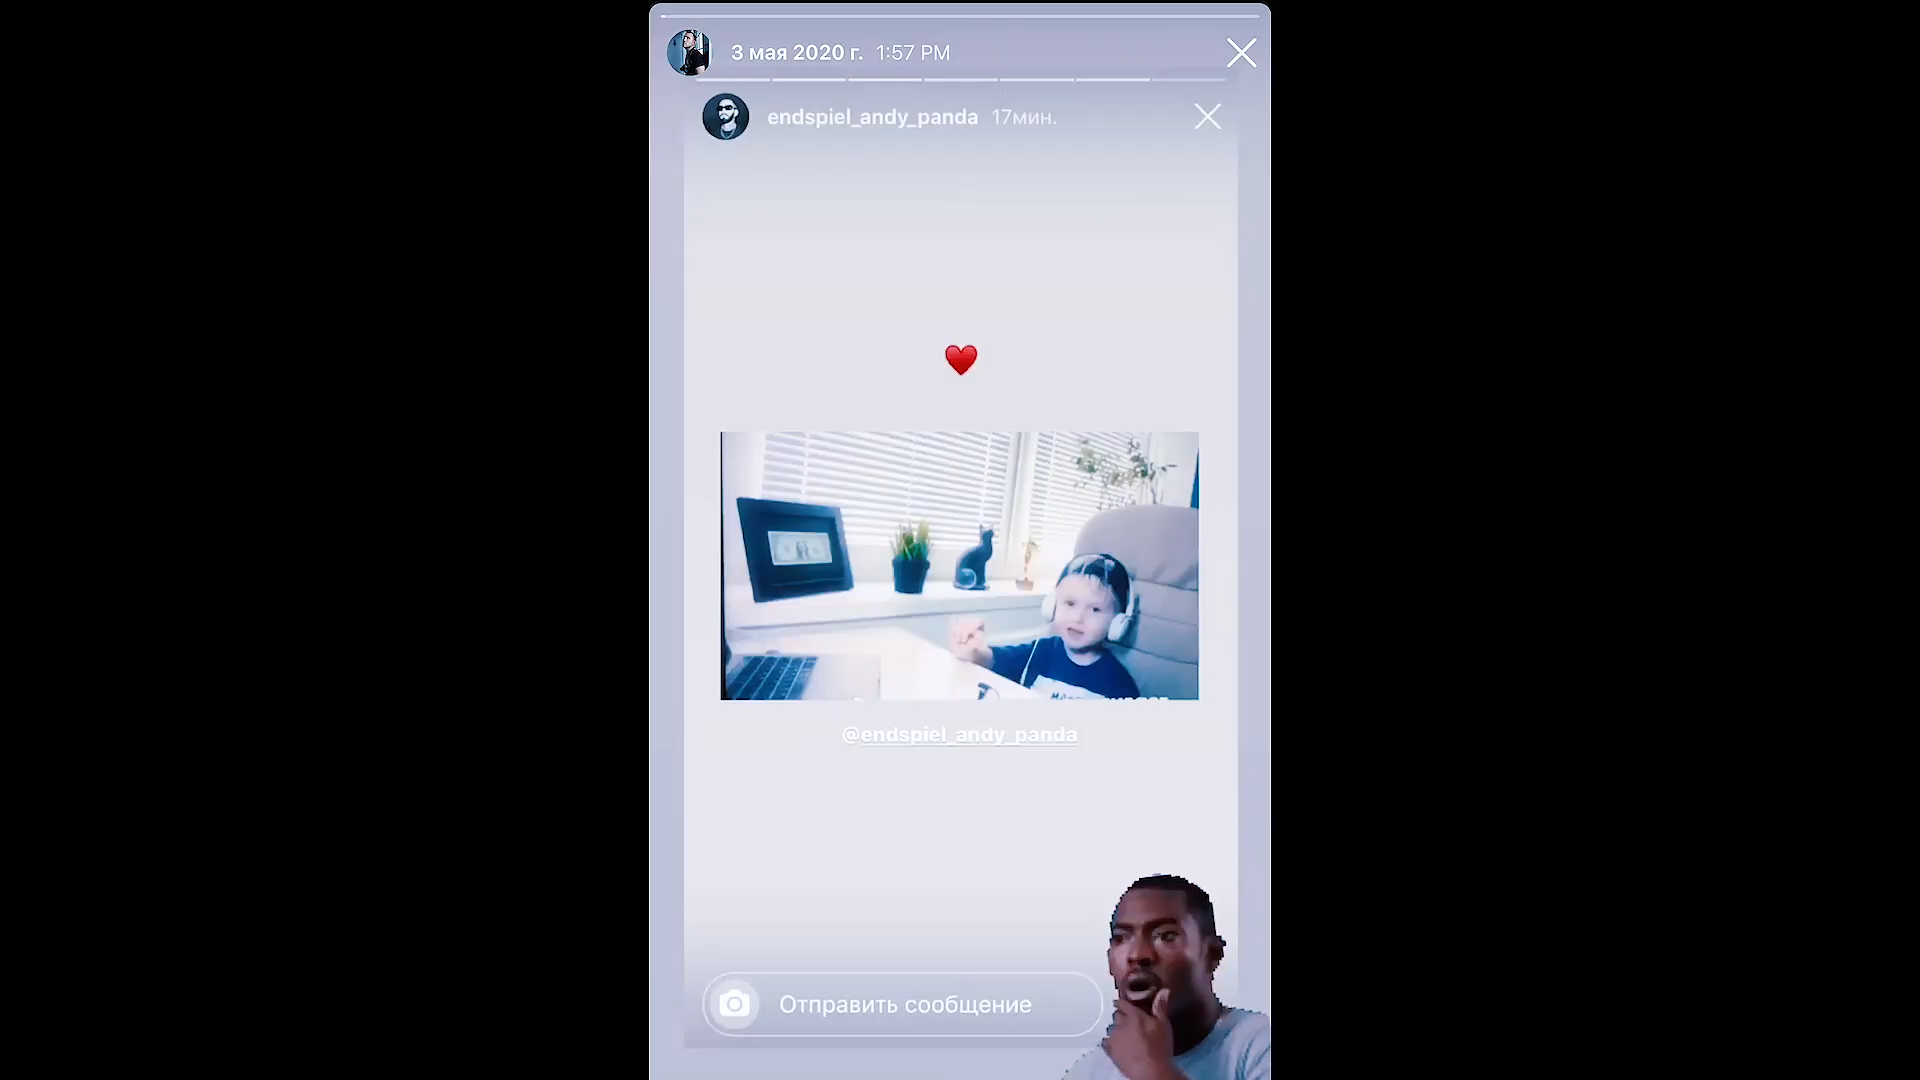 3 мая 2020 г. 1:57 PM
endspiel_andy_panda 17мин.
@endspiel_andy_panda
Отправить сообщение